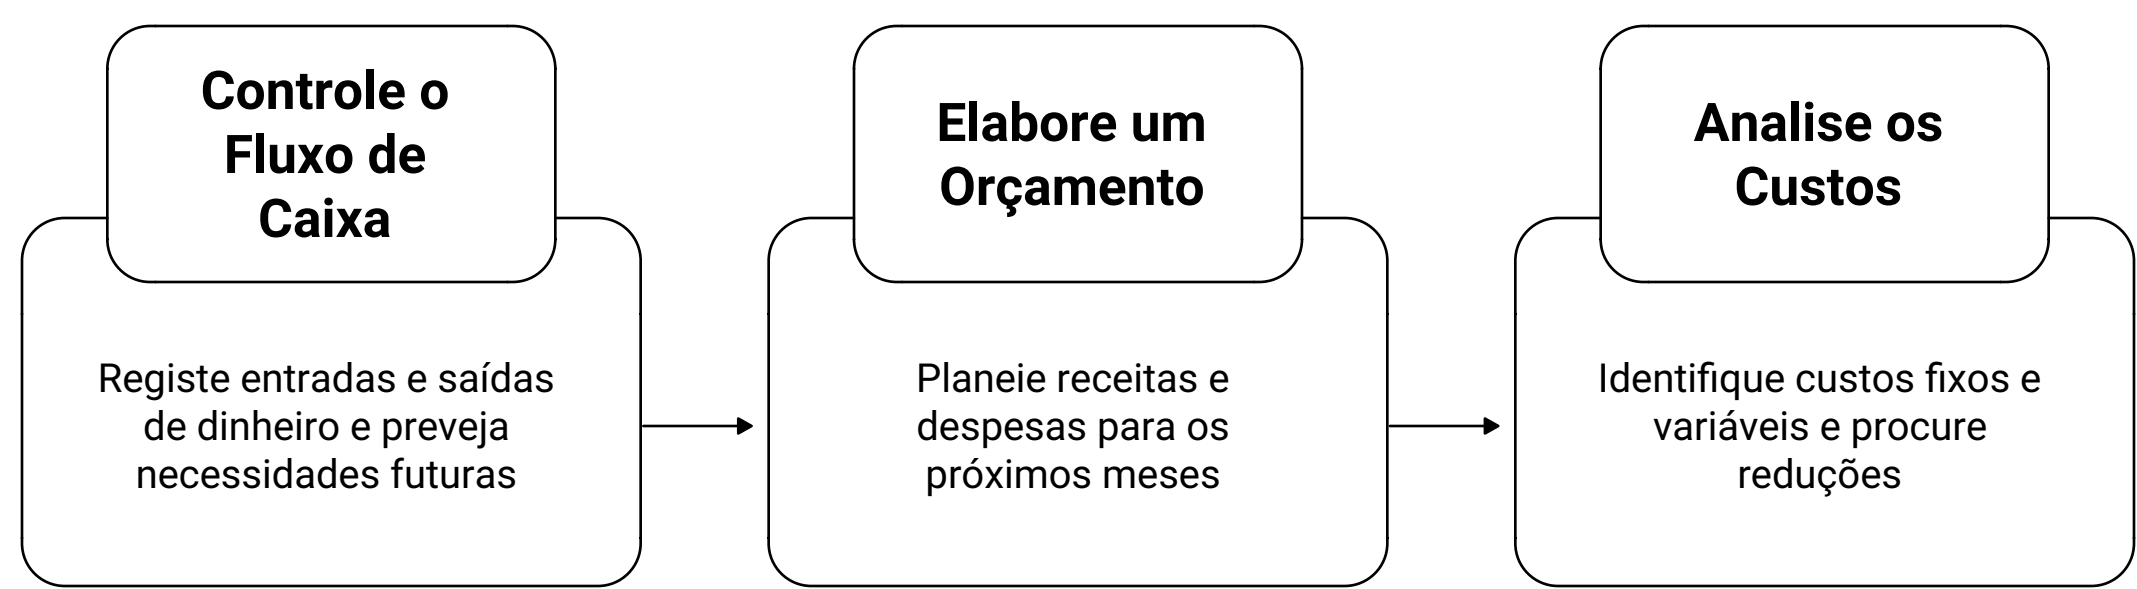 Controle o
Fluxo de
Caixa
Registe entradas e saídas
de dinheiro e preveja
necessidades futuras
Elabore um
Orçamento
Planeie receitas e
despesas para os
próximos meses
Analise os
Custos
Identifique custos fixos e
variáveis e procure
reduções